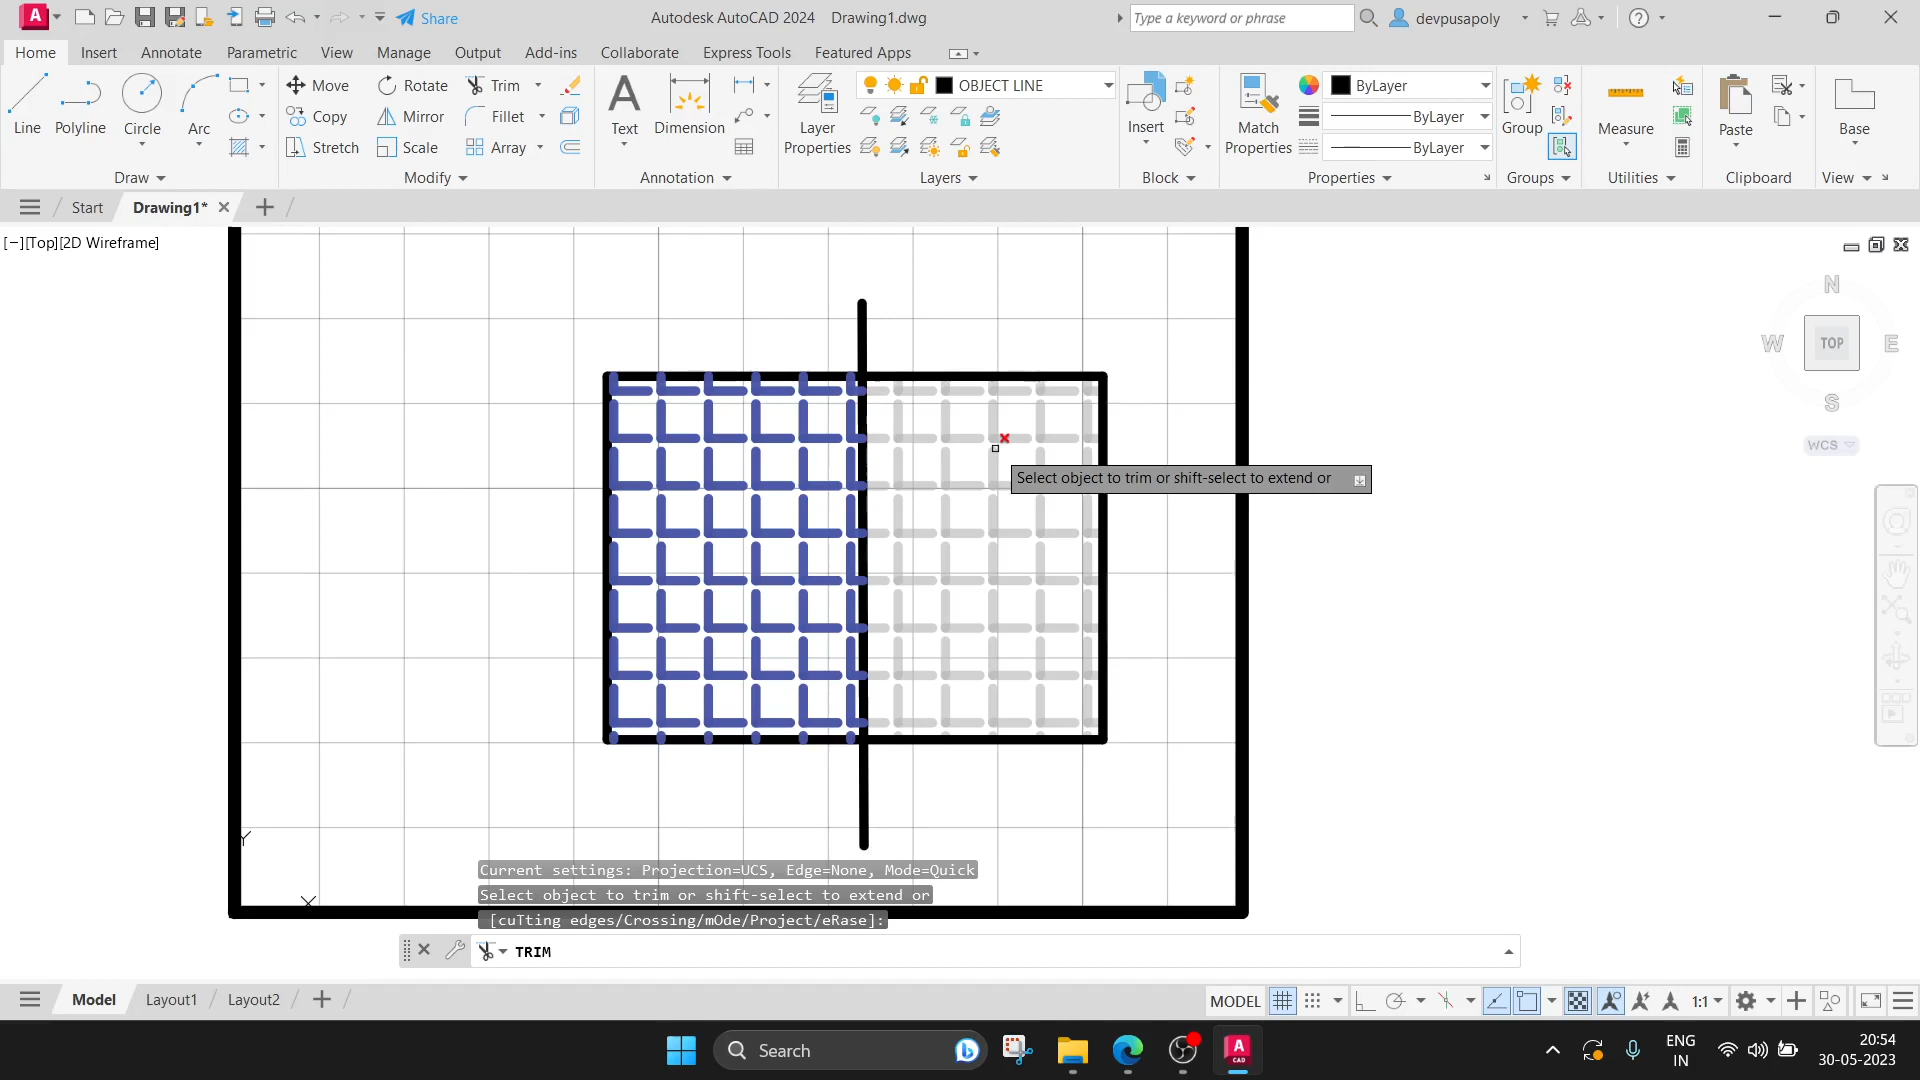 A
Share
Autodesk AutoCAD 2024 Drawing1.dwg
Type a keyword or phrase
devpusapoly
Home Insert Annotate Parametric View Manage Output Add-ins Collaborate Express Tools Featured Apps
Line
Polyline
Circle
Arc
Move
Copy
Stretch
Rotate
Mirror
Scale
Trim
Fillet
Array
Text
Dimension
Layer
Properties
OBJECT LINE
Insert
Match
Properties
ByLayer
ByLayer
ByLayer
Group
Measure
Paste
Base
Draw Modify Annotation Layers Block Properties Groups Utilities Clipboard View
Start Drawing1*
[−][Top][2D Wireframe]
N
W TOP E
S
WCS
Select object to trim or shift-select to extend or
Y
X
Current settings: Projection=UCS, Edge=None, Mode=Quick
Select object to trim or shift-select to extend or
[cuTting edges/Crossing/mOde/Project/eRase]:
TRIM
Model Layout1 Layout2
MODEL 1:1
Search
A
CAD
ENG
IN
20:54
30-05-2023